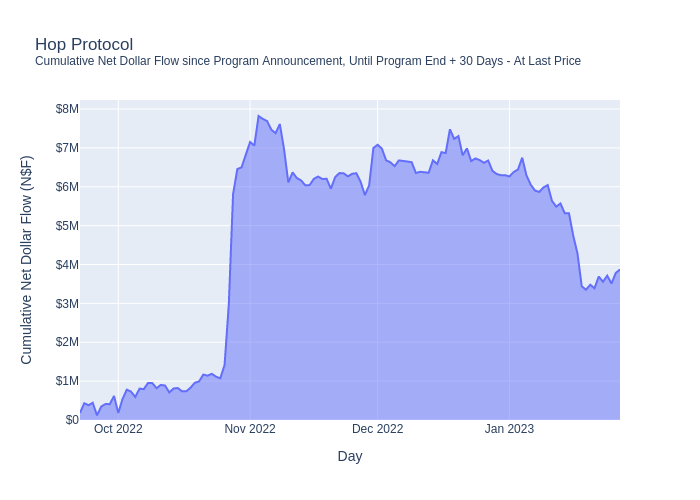 Hop Protocol
Cumulative Net Dollar Flow since Program Announcement, Until Program End + 30 Days - At Last Price
Cumulative Net Dollar Flow (N$F)
$8M
$7M
$6M
$5M
$4M
$3M
$2M
$1M
$0
Oct 2022
Nov 2022
Dec 2022
Jan 2023
Day